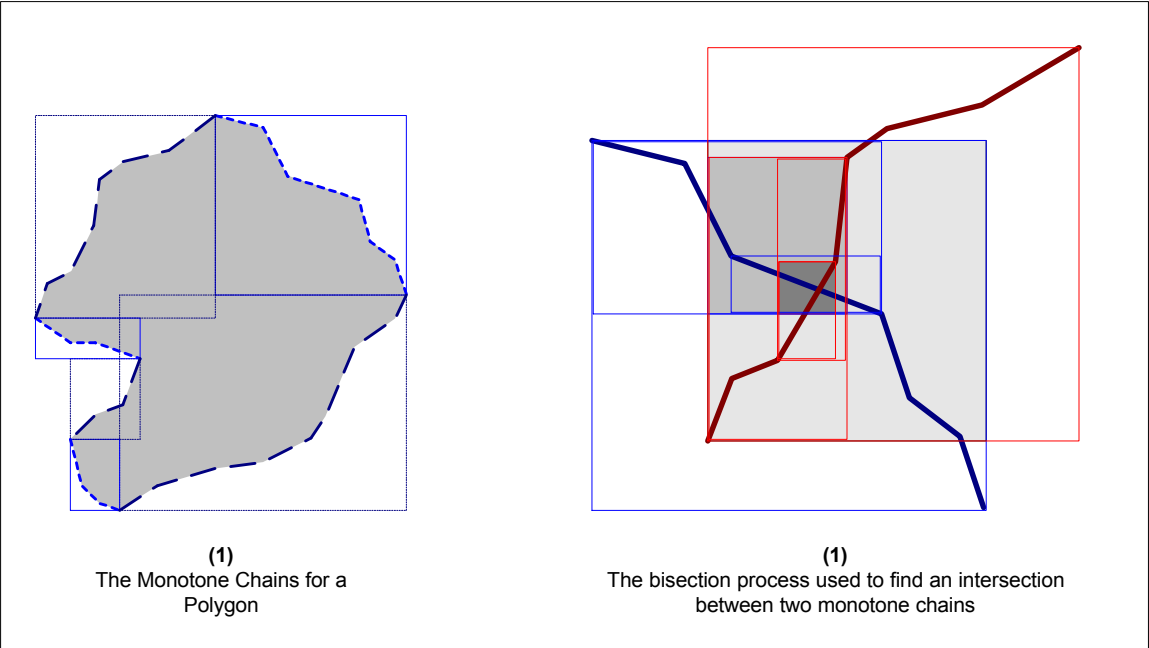 (1)
The Monotone Chains for a
Polygon
(1)
The bisection process used to find an intersection
between two monotone chains